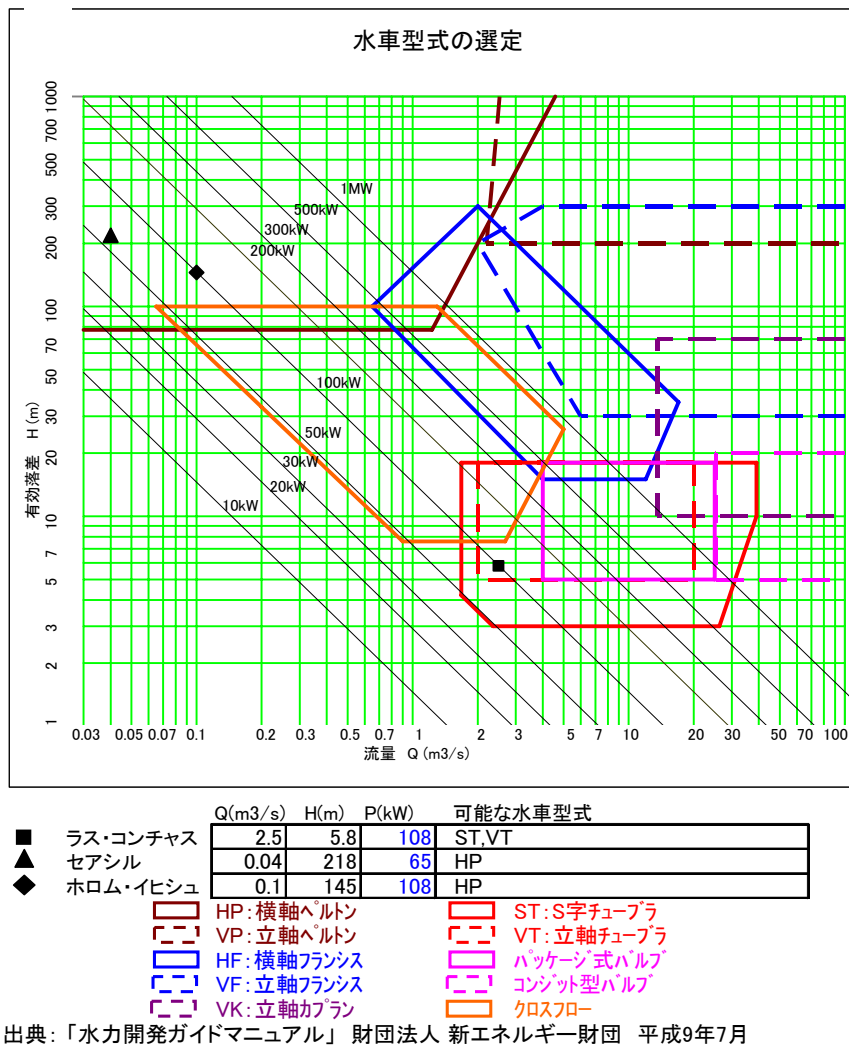 水車型式の選定
1000
700
500
300
200
100
70
50
30
20
10
7
5
3
2
1
有効落差 H (m)
1MW
500kW
300kW
200kW
100kW
50kW
30kW
20kW
10kW
0.03 0.05 0.07 0.1 0.2 0.3 0.5 0.7 1 2 3 5 7 10 20 30 50 70 100
流量 Q (m3/s)
Q(m3/s) H(m) P(kW) 可能な水車型式
■ ラス・コンチャス 2.5 5.8 108 ST,VT
▲ セアシル 0.04 218 65 HP
◆ ホロム・イヒシュ 0.1 145 108 HP
HP:横軸ペルトン ST:S字チューブラ
VP:立軸ペルトン VT:立軸チューブラ
HF:横軸フランシス パッケージ式バルブ
VF:立軸フランシス コンジット型バルブ
VK:立軸カプラン クロスフロー
出典:「水力開発ガイドマニュアル」 財団法人 新エネルギー財団 平成9年7月